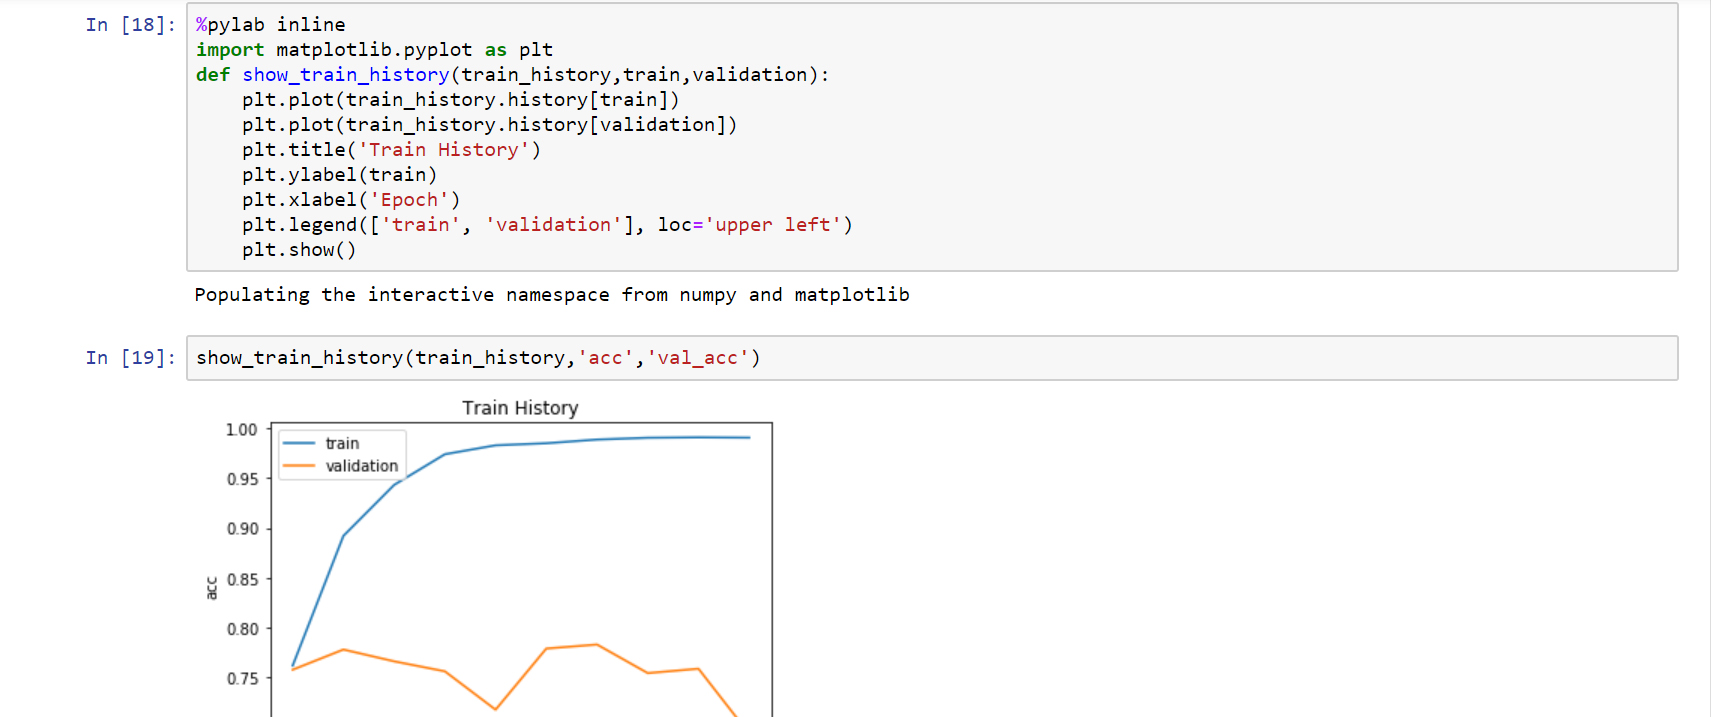 In [18]:
%pylab inline
import matplotlib.pyplot as plt
def show_train_history(train_history,train,validation):
    plt.plot(train_history.history[train])
    plt.plot(train_history.history[validation])
    plt.title('Train History')
    plt.ylabel(train)
    plt.xlabel('Epoch')
    plt.legend(['train', 'validation'], loc='upper left')
    plt.show()
Populating the interactive namespace from numpy and matplotlib
In [19]:
show_train_history(train_history,'acc','val_acc')
Train History
train
validation
1.00
0.95
0.90
0.85
0.80
0.75
acc